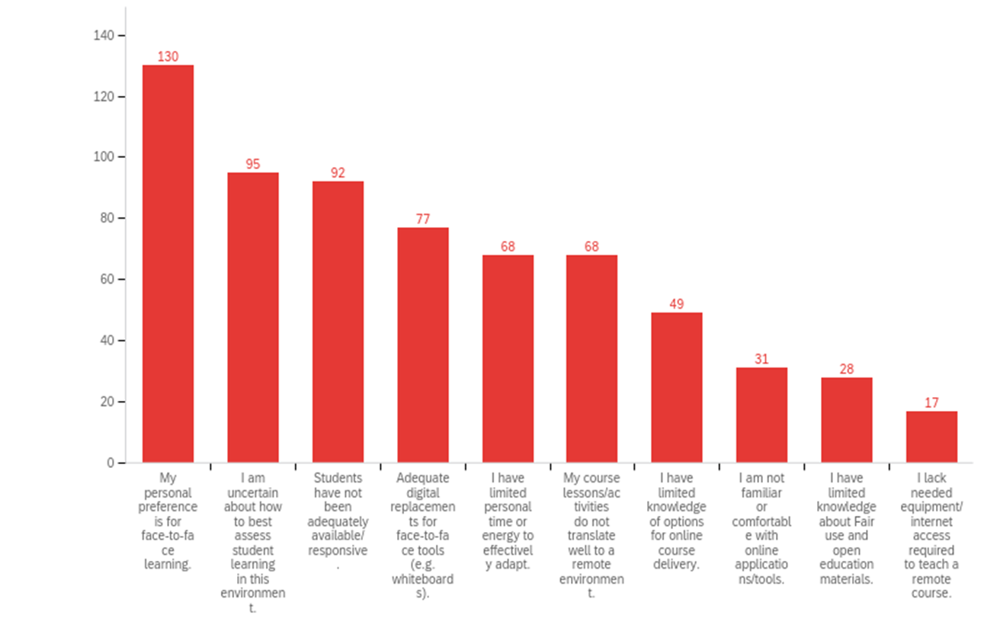 140
120
100
80
60
40
20
0
130
95
92
77
68
68
49
31
28
17
My
personal
preference
is for
face-to-fa
ce
learning.
I am
uncertain
about how
to best
assess
student
learning
in this
environmen
t.
Students
have not
been
adequately
available/
responsive
.
Adequate
digital
replacemen
ts for
face-to-fa
ce tools
(e.g.
whiteboard
s).
I have
limited
personal
time or
energy to
effectivel
y adapt.
My course
lessons/ac
tivities
do not
translate
well to a
remote
environmen
t.
I have
limited
knowledge
of options
for online
course
delivery.
I am not
familiar
or
comfortabl
e with
online
applicatio
ns/tools.
I have
limited
knowledge
about Fair
use and
open
education
materials.
I lack
needed
equipment/
internet
access
required
to teach a
remote
course.